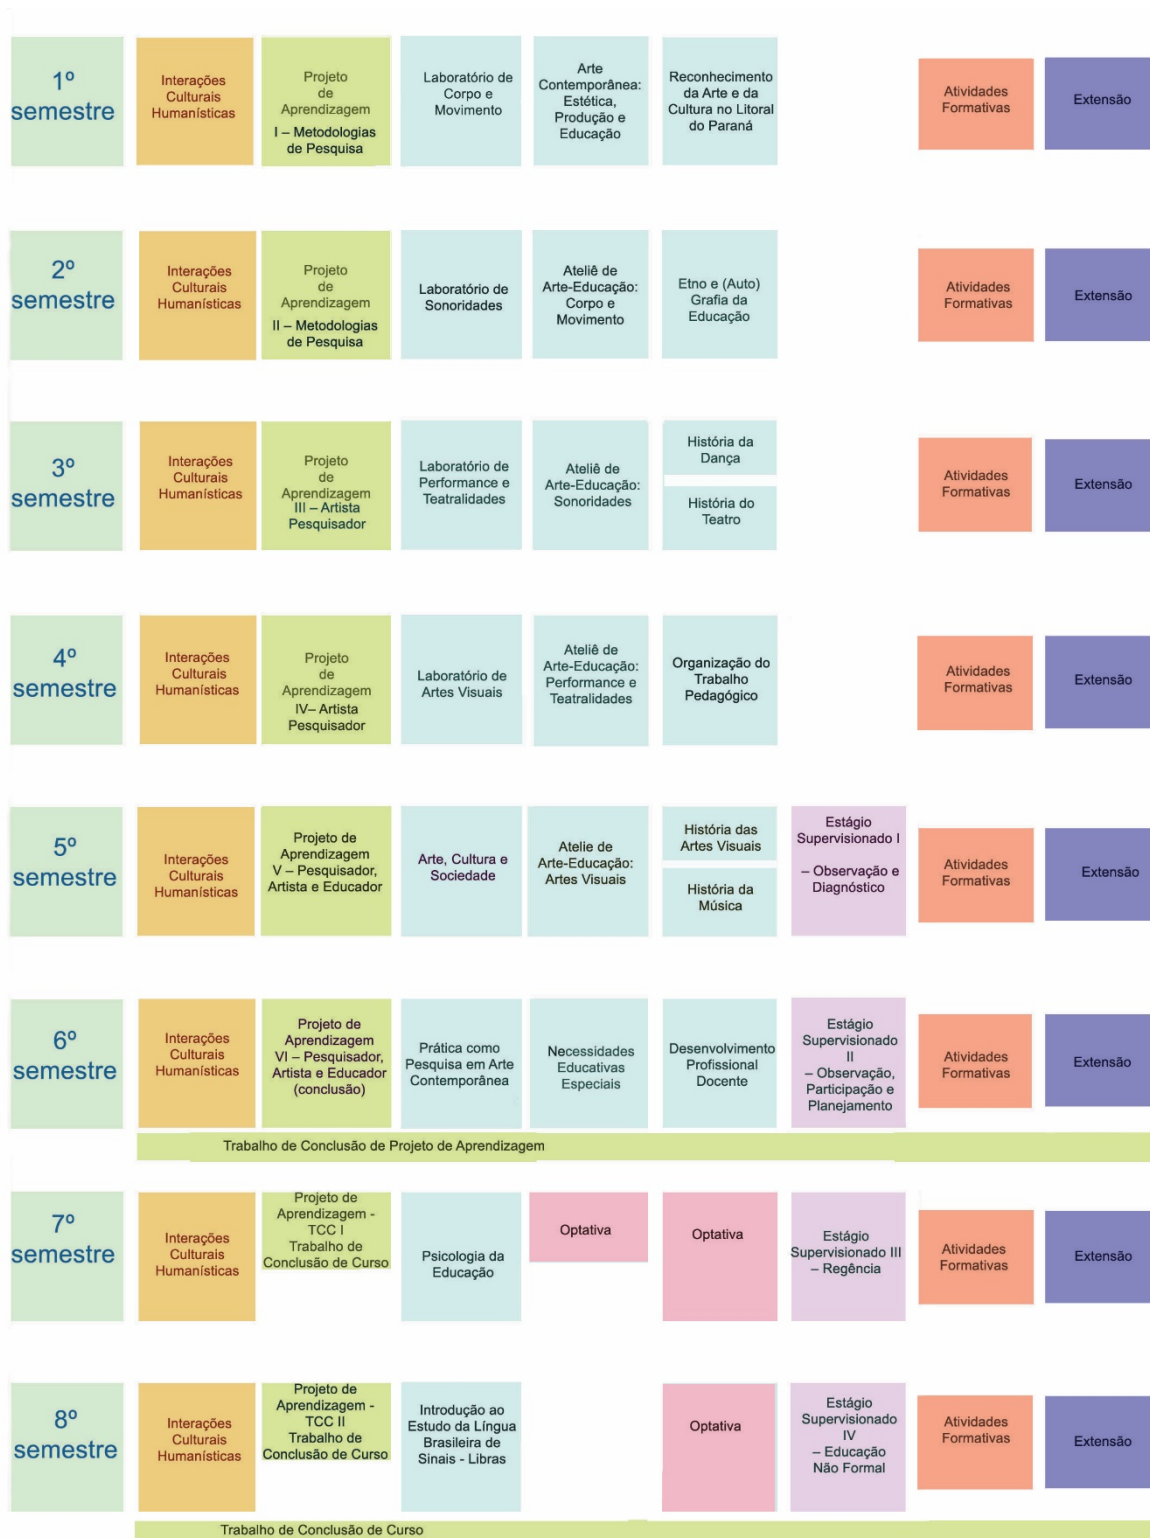 1º
semestre
Interações
Culturais
Humanísticas
Projeto
de
Aprendizagem
I – Metodologias
de Pesquisa
Laboratório de
Corpo e
Movimento
Arte
Contemporânea:
Estética,
Produção e
Educação
Reconhecimento
da Arte e da
Cultura no Litoral
do Paraná
Atividades
Formativas
Extensão
2º
semestre
Interações
Culturais
Humanísticas
Projeto
de
Aprendizagem
II – Metodologias
de Pesquisa
Laboratório de
Sonoridades
Ateliê de
Arte-Educação:
Corpo e
Movimento
Etno e (Auto)
Grafia da
Educação
Atividades
Formativas
Extensão
3º
semestre
Interações
Culturais
Humanísticas
Projeto
de
Aprendizagem
III – Artista
Pesquisador
Laboratório de
Performance e
Teatralidades
Ateliê de
Arte-Educação:
Sonoridades
História da
Dança
História do
Teatro
Atividades
Formativas
Extensão
4º
semestre
Interações
Culturais
Humanísticas
Projeto
de
Aprendizagem
IV– Artista
Pesquisador
Laboratório de
Artes Visuais
Ateliê de
Arte-Educação:
Performance e
Teatralidades
Organização do
Trabalho
Pedagógico
Atividades
Formativas
Extensão
5º
semestre
Interações
Culturais
Humanísticas
Projeto de
Aprendizagem
V – Pesquisador,
Artista e Educador
Arte, Cultura e
Sociedade
Atelie de
Arte-Educação:
Artes Visuais
História das
Artes Visuais
História da
Música
Estágio
Supervisionado I
– Observação e
Diagnóstico
Atividades
Formativas
Extensão
6º
semestre
Interações
Culturais
Humanísticas
Projeto de
Aprendizagem
VI – Pesquisador,
Artista e Educador
(conclusão)
Prática como
Pesquisa em Arte
Contemporânea
Necessidades
Educativas
Especiais
Desenvolvimento
Profissional
Docente
Estágio
Supervisionado
II
– Observação,
Participação e
Planejamento
Atividades
Formativas
Extensão
Trabalho de Conclusão de Projeto de Aprendizagem
7º
semestre
Interações
Culturais
Humanísticas
Projeto de
Aprendizagem -
TCC I
Trabalho de
Conclusão de Curso
Psicologia da
Educação
Optativa
Optativa
Estágio
Supervisionado III
– Regência
Atividades
Formativas
Extensão
8º
semestre
Interações
Culturais
Humanísticas
Projeto de
Aprendizagem -
TCC II
Trabalho de
Conclusão de Curso
Introdução ao
Estudo da Língua
Brasileira de
Sinais - Libras
Optativa
Estágio
Supervisionado
IV
– Educação
Não Formal
Atividades
Formativas
Extensão
Trabalho de Conclusão de Curso